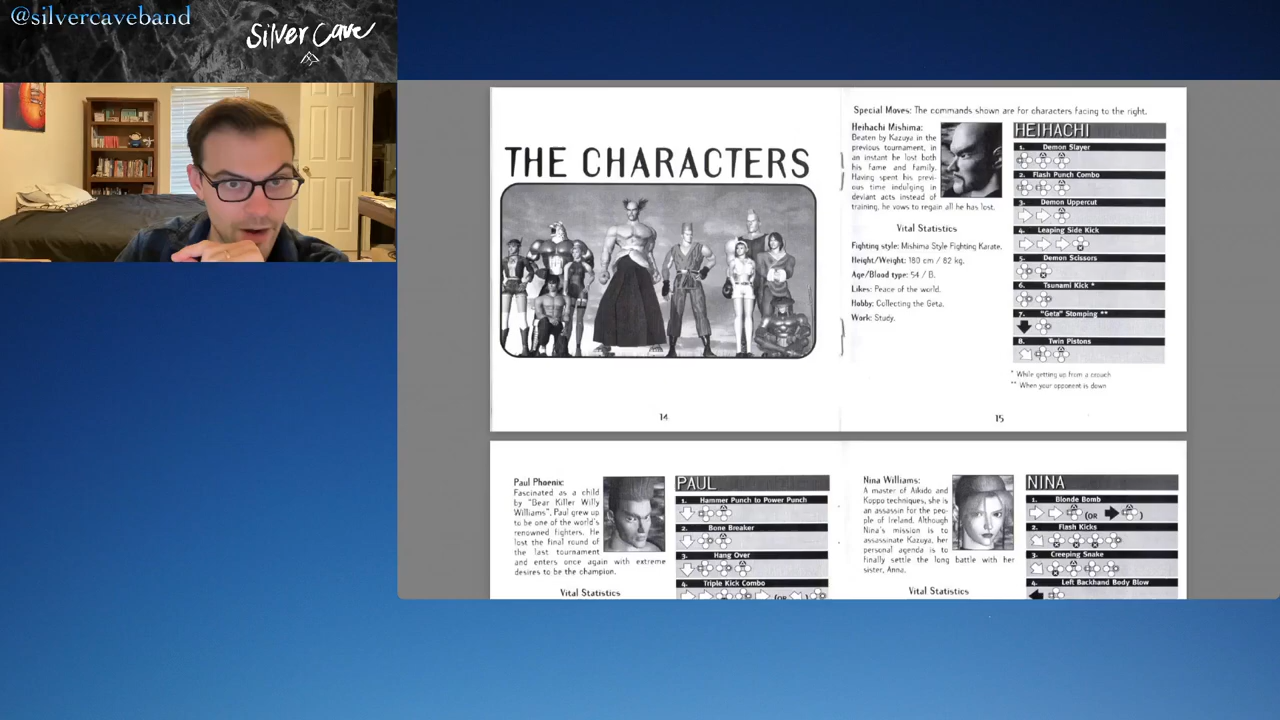 @silvercaveband
Silver Cave
THE CHARACTERS
14
Special Moves: The commands shown are for characters facing to the right.
Heihachi Mishima:
Beaten by Kazuya in the
previous tournament, in
an instant he lost both
his fame and family.
Having spent his previ-
ous time indulging in
deviant acts instead of
training, he vows to regain all he has lost.
Vital Statistics
Fighting style: Mishima Style Fighting Karate.
Height/Weight: 180 cm / 82 kg.
Age/Blood type: 54 / B.
Likes: Peace of the world.
Hobby: Collecting the Geta.
Work: Study.
HEIHACHI
1. Demon Slayer
2. Flash Punch Combo
3. Demon Uppercut
4. Leaping Side Kick
5. Demon Scissors
6. Tsunami Kick *
7. "Geta" Stomping **
8. Twin Pistons
* While getting up from a crouch
** When your opponent is down
15
Paul Phoenix:
Fascinated as a child
by "Bear Killer Willy
Williams", Paul grew up
to be one of the world's
renowned fighters. He
lost the final round of
the last tournament
and enters once again with extreme
desires to be the champion.
Vital Statistics
PAUL
1. Hammer Punch to Power Punch
2. Bone Breaker
3. Hang Over
4. Triple Kick Combo
(OR )
Nina Williams:
A master of Aikido and
Koppo techniques, she is
an assassin for the peo-
ple of Ireland. Although
Nina's mission is to
assassinate Kazuya, her
personal agenda is to
finally settle the long battle with her
sister, Anna.
Vital Statistics
NINA
1. Blonde Bomb
(OR )
2. Flash Kicks
3. Creeping Snake
4. Left Backhand Body Blow